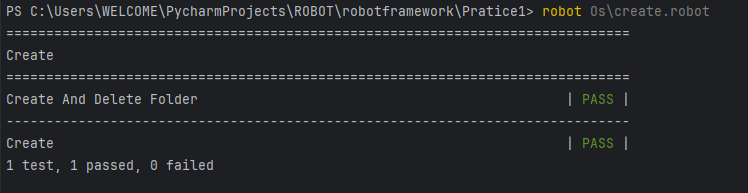 PS C:\Users\WELCOME\PycharmProjects\ROBOT\robotframework\Pratice1> robot Os\create.robot
==============================================================================
Create
==============================================================================
Create And Delete Folder | PASS |
------------------------------------------------------------------------------
Create | PASS |
1 test, 1 passed, 0 failed